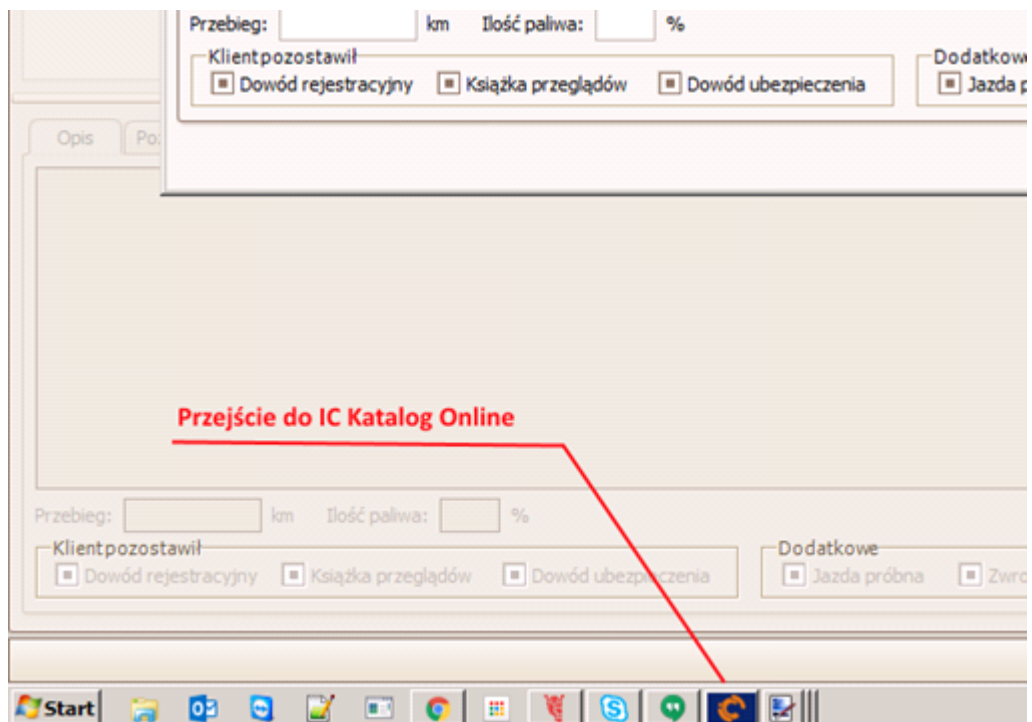 Przebieg: km Ilość paliwa: %
Klient pozostawił Dodatkowe
Dowód rejestracyjny Książka przeglądów Dowód ubezpieczenia Jazda
Opis
Przejście do IC Katalog Online
Przebieg: km Ilość paliwa: %
Klient pozostawił Dodatkowe
Dowód rejestracyjny Książka przeglądów Dowód ubezpieczenia Jazda próbna
Start